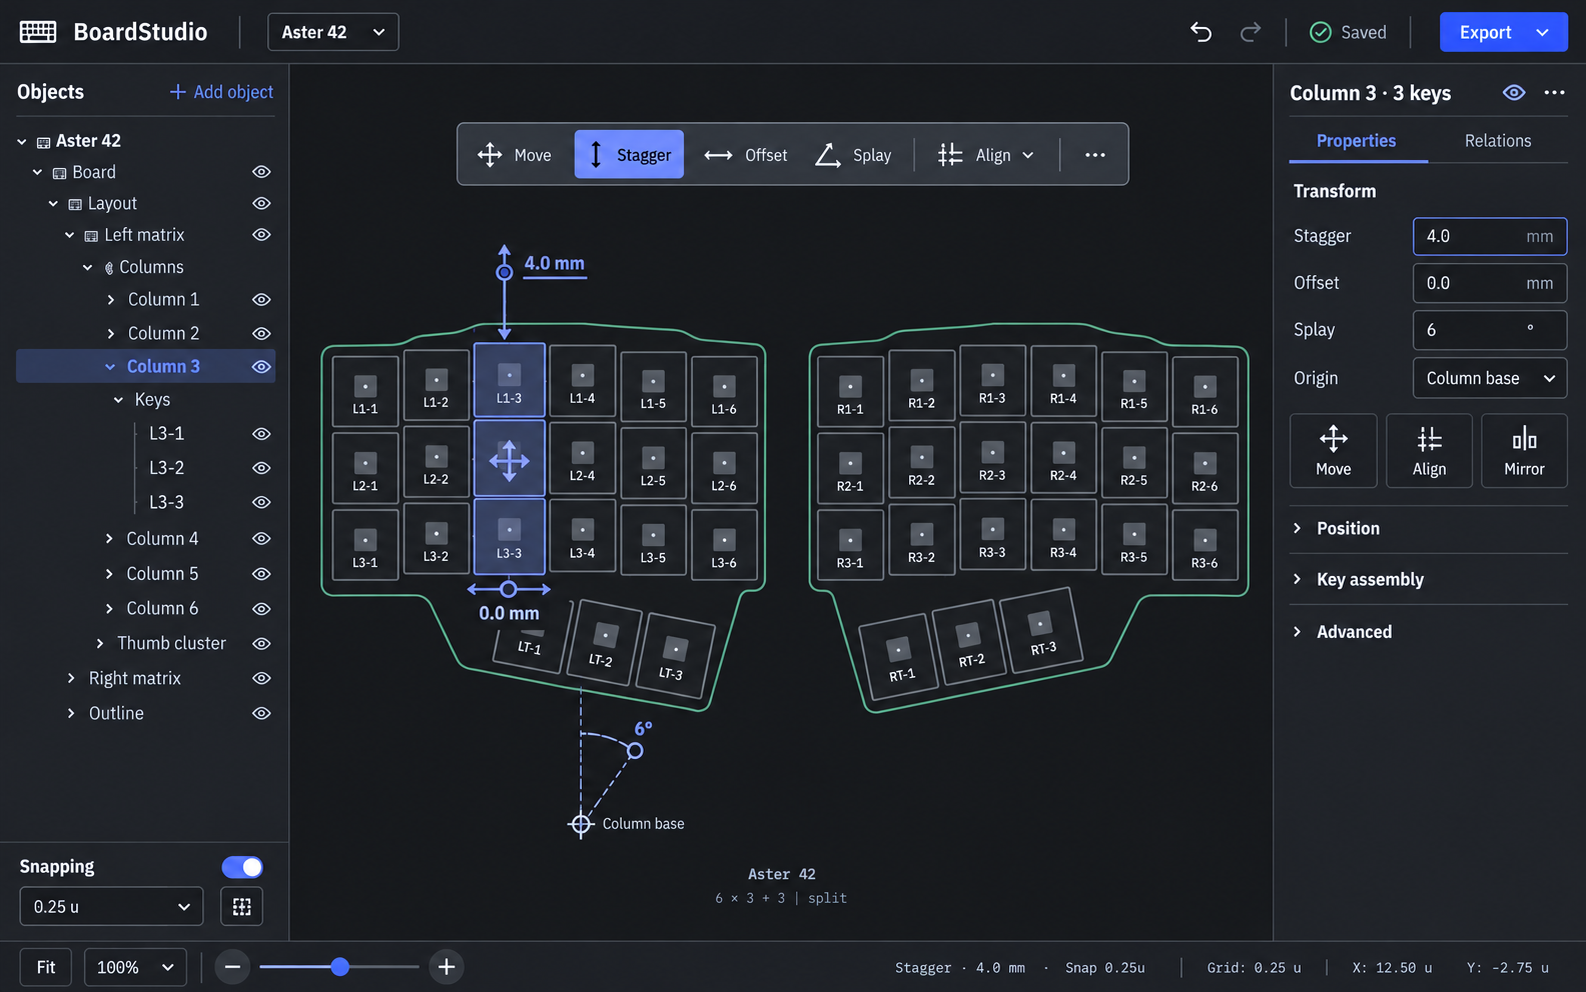 BoardStudio
Aster 42
Saved
Export
Objects
Add object
Aster 42
Board
Layout
Left matrix
Columns
Column 1
Column 2
Column 3
Keys
L3-1
L3-2
L3-3
Column 4
Column 5
Column 6
Thumb cluster
Right matrix
Outline
Snapping
0.25 u
Move
Stagger
Offset
Splay
Align
4.0 mm
L1-1
L1-2
L1-3
L1-4
L1-5
L1-6
R1-1
R1-2
R1-3
R1-4
R1-5
R1-6
L2-1
L2-2
L2-4
L2-5
L2-6
R2-1
R2-2
R2-3
R2-4
R2-5
R2-6
L3-1
L3-2
L3-3
L3-4
L3-5
L3-6
R3-1
R3-2
R3-3
R3-4
R3-5
R3-6
0.0 mm
LT-1
LT-2
LT-3
RT-1
RT-2
RT-3
6°
Column base
Aster 42
6 × 3 + 3 | split
Column 3 · 3 keys
Properties
Relations
Transform
Stagger 4.0 mm
Offset 0.0 mm
Splay 6 °
Origin Column base
Move
Align
Mirror
Position
Key assembly
Advanced
Fit
100%
Stagger · 4.0 mm · Snap 0.25u
Grid: 0.25 u
X: 12.50 u
Y: -2.75 u